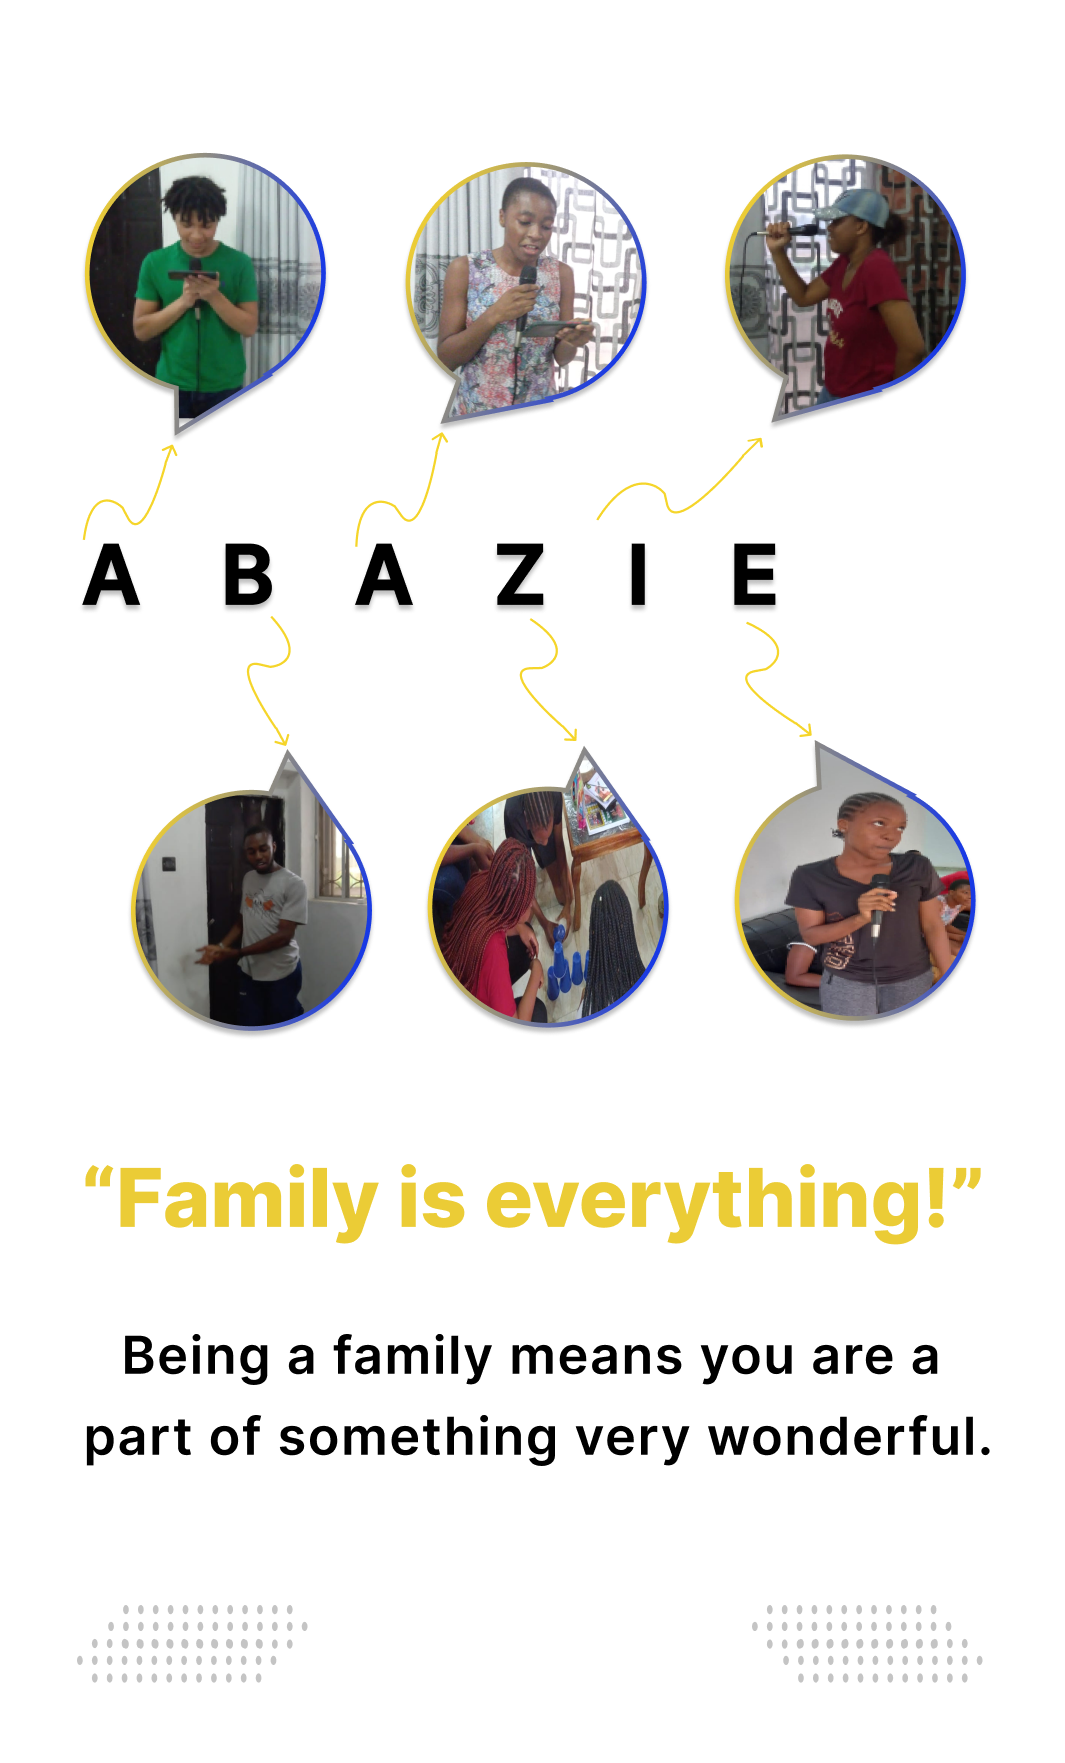 A B A Z I E
“Family is everything!”
Being a family means you are a
part of something very wonderful.